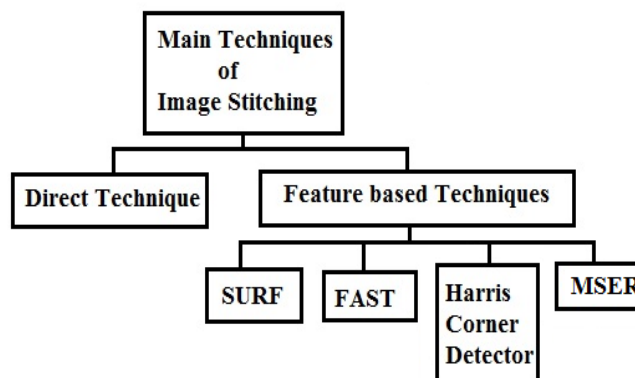 Main Techniques
of
Image Stitching
Direct Technique
Feature based Techniques
SURF
FAST
Harris
Corner
Detector
MSER